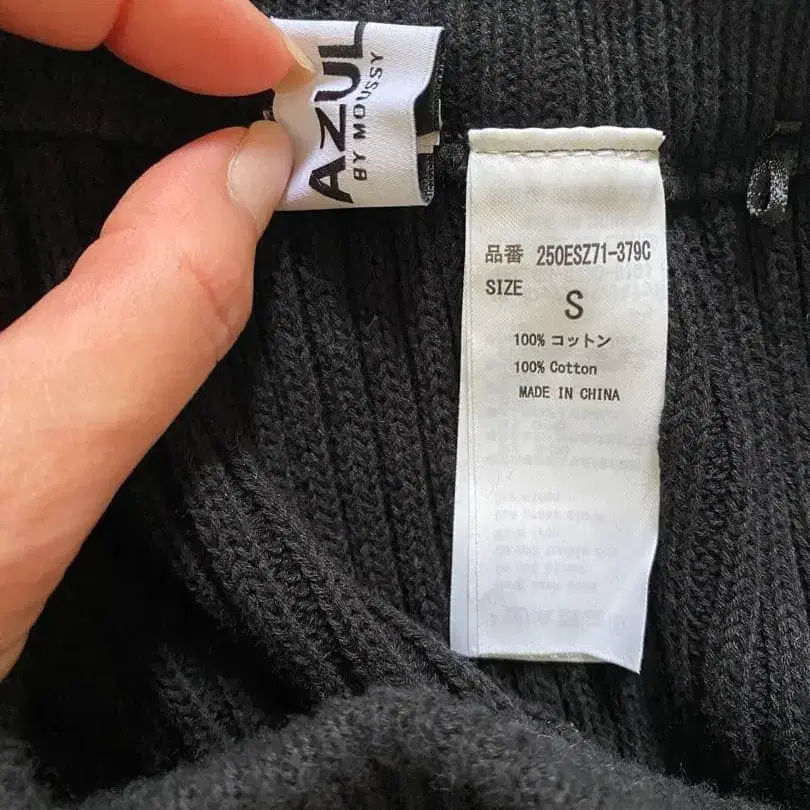 AZUL
BY MOUSSY
品番 250ESZ71-379C
SIZE
S
100% コットン
100% Cotton
MADE IN CHINA